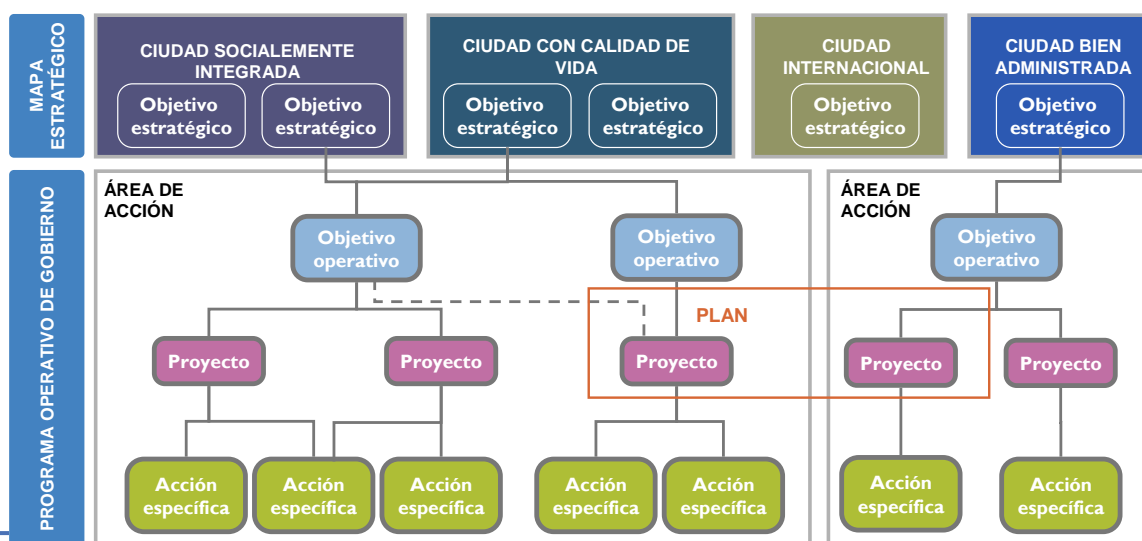 MAPA
ESTRATÉGICO
CIUDAD SOCIALEMENTE
INTEGRADA
Objetivo
estratégico
Objetivo
estratégico
CIUDAD CON CALIDAD DE
VIDA
Objetivo
estratégico
Objetivo
estratégico
CIUDAD
INTERNACIONAL
Objetivo
estratégico
CIUDAD BIEN
ADMINISTRADA
Objetivo
estratégico
PROGRAMA OPERATIVO DE GOBIERNO
ÁREA DE
ACCIÓN
ÁREA DE
ACCIÓN
Objetivo
operativo
Objetivo
operativo
Objetivo
operativo
PLAN
Proyecto
Proyecto
Proyecto
Proyecto
Proyecto
Acción
específica
Acción
específica
Acción
específica
Acción
específica
Acción
específica
Acción
específica
Acción
específica